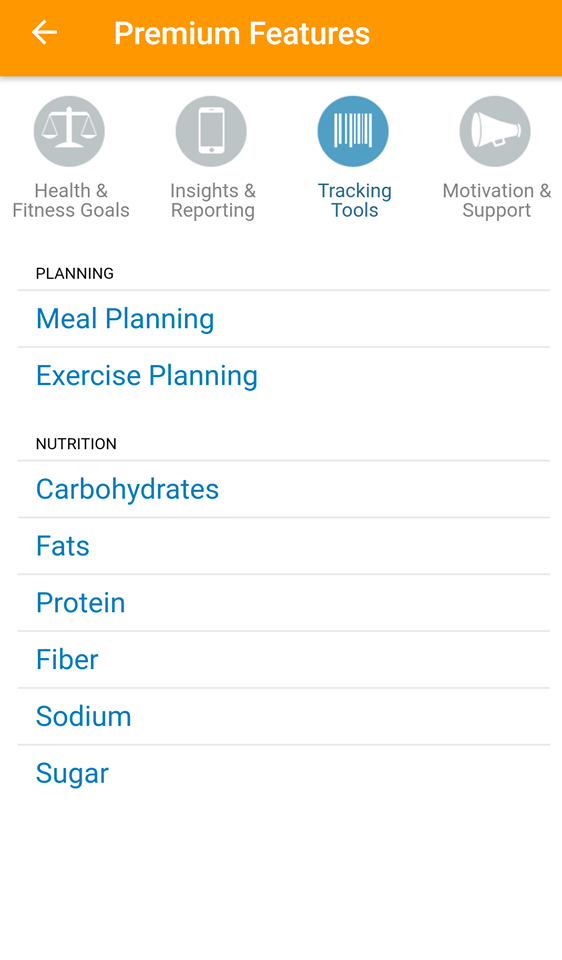 Premium Features
Health &
Fitness Goals
Insights &
Reporting
Tracking
Tools
Motivation &
Support
PLANNING
Meal Planning
Exercise Planning
NUTRITION
Carbohydrates
Fats
Protein
Fiber
Sodium
Sugar